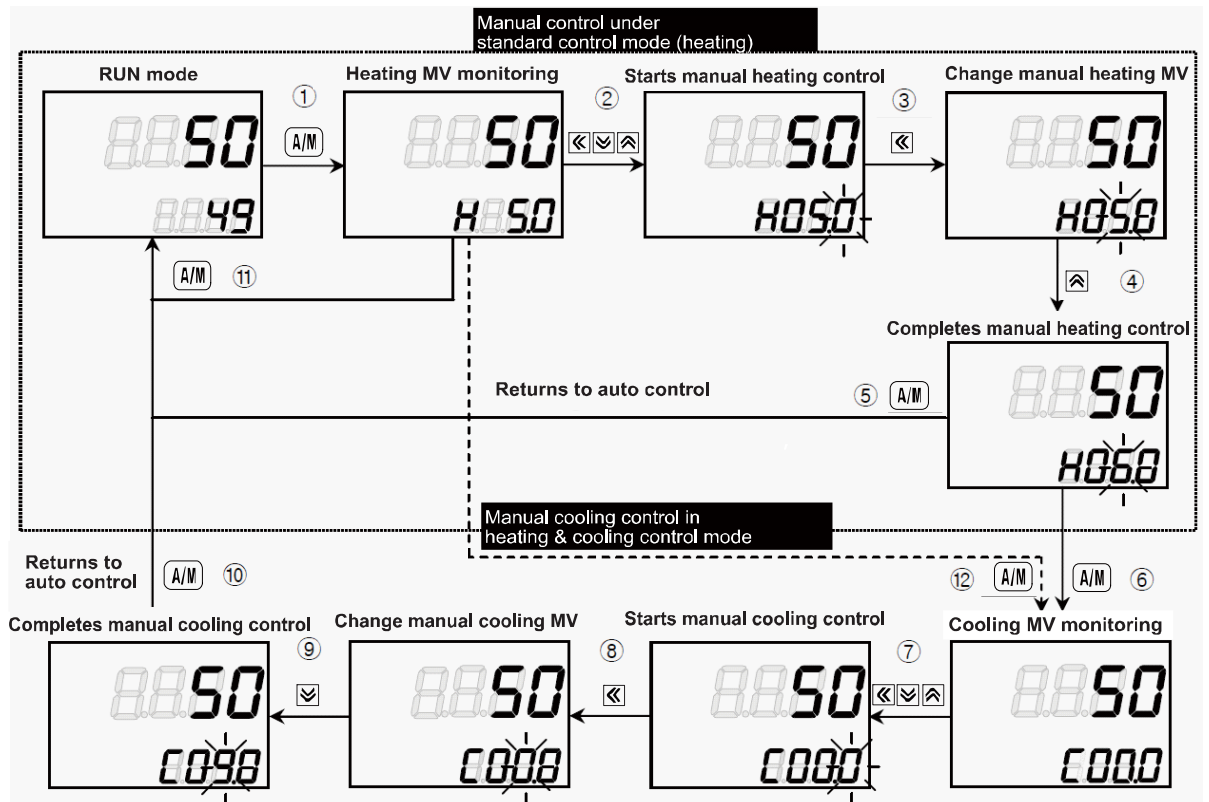 Manual control under
standard control mode (heating)
RUN mode
Heating MV monitoring
Starts manual heating control
Change manual heating MV
①
A/M
②
③
50
49
50
H 5.0
50
H05.0
50
H05.0
A/M ⑪
④
Completes manual heating control
Returns to auto control
⑤ A/M
50
H06.0
Manual cooling control in
heating & cooling control mode
Returns to
auto control
A/M ⑩
⑫ A/M
A/M ⑥
Completes manual cooling control
Change manual cooling MV
Starts manual cooling control
Cooling MV monitoring
⑨
⑧
⑦
50
C09.0
50
C00.0
50
C00.0
50
C00.0